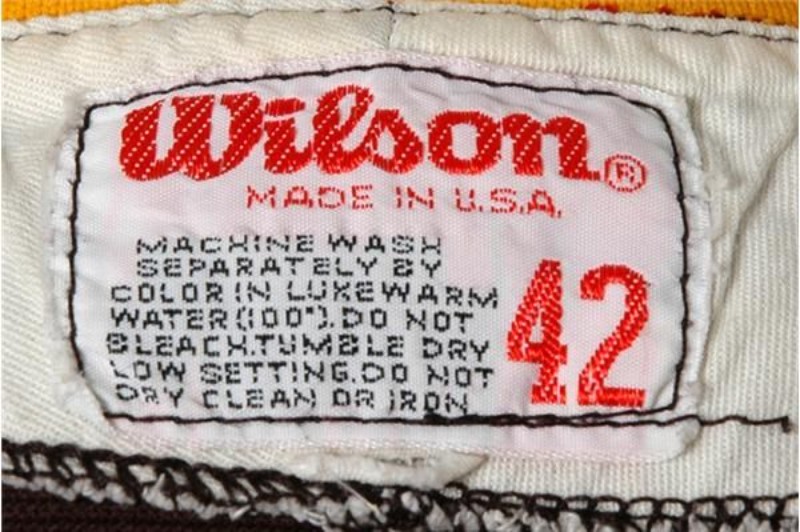 Wilson®
MADE IN U.S.A.
MACHINE WASH
SEPARATELY BY
COLOR IN LUKEWARM
WATER(100°).DO NOT
BLEACH.TUMBLE DRY
LOW SETTING.DO NOT
DRY CLEAN OR IRON
42